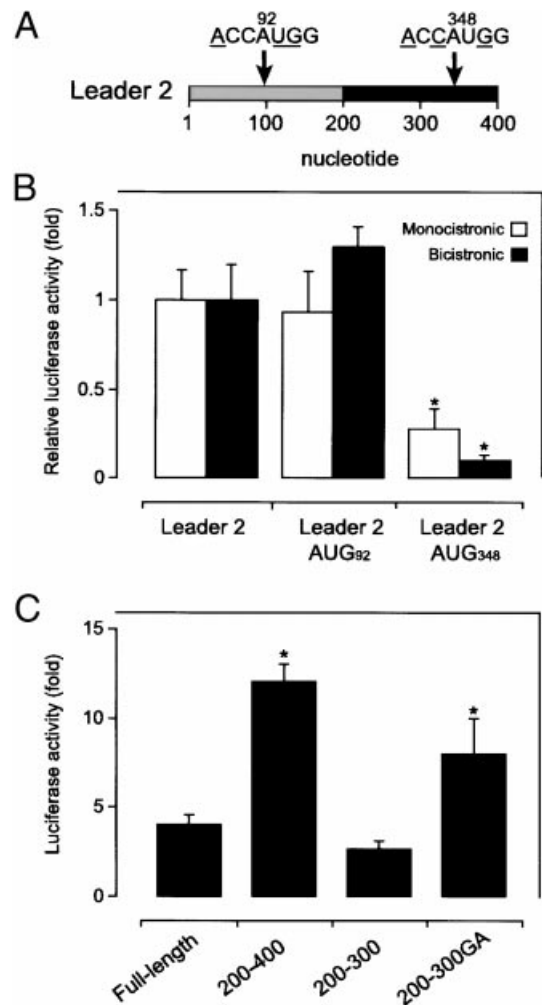 A
92 348
ACCAUGG ACCAUGG
Leader 2
1 100 200 300 400
nucleotide
B
Relative luciferase activity (fold)
1.5
1
0.5
0
Monocistronic
Bicistronic
*
*
Leader 2 Leader 2 Leader 2
AUG92 AUG348
C
Luciferase activity (fold)
15
10
5
0
*
*
Full-length
200-400
200-300
200-300GA